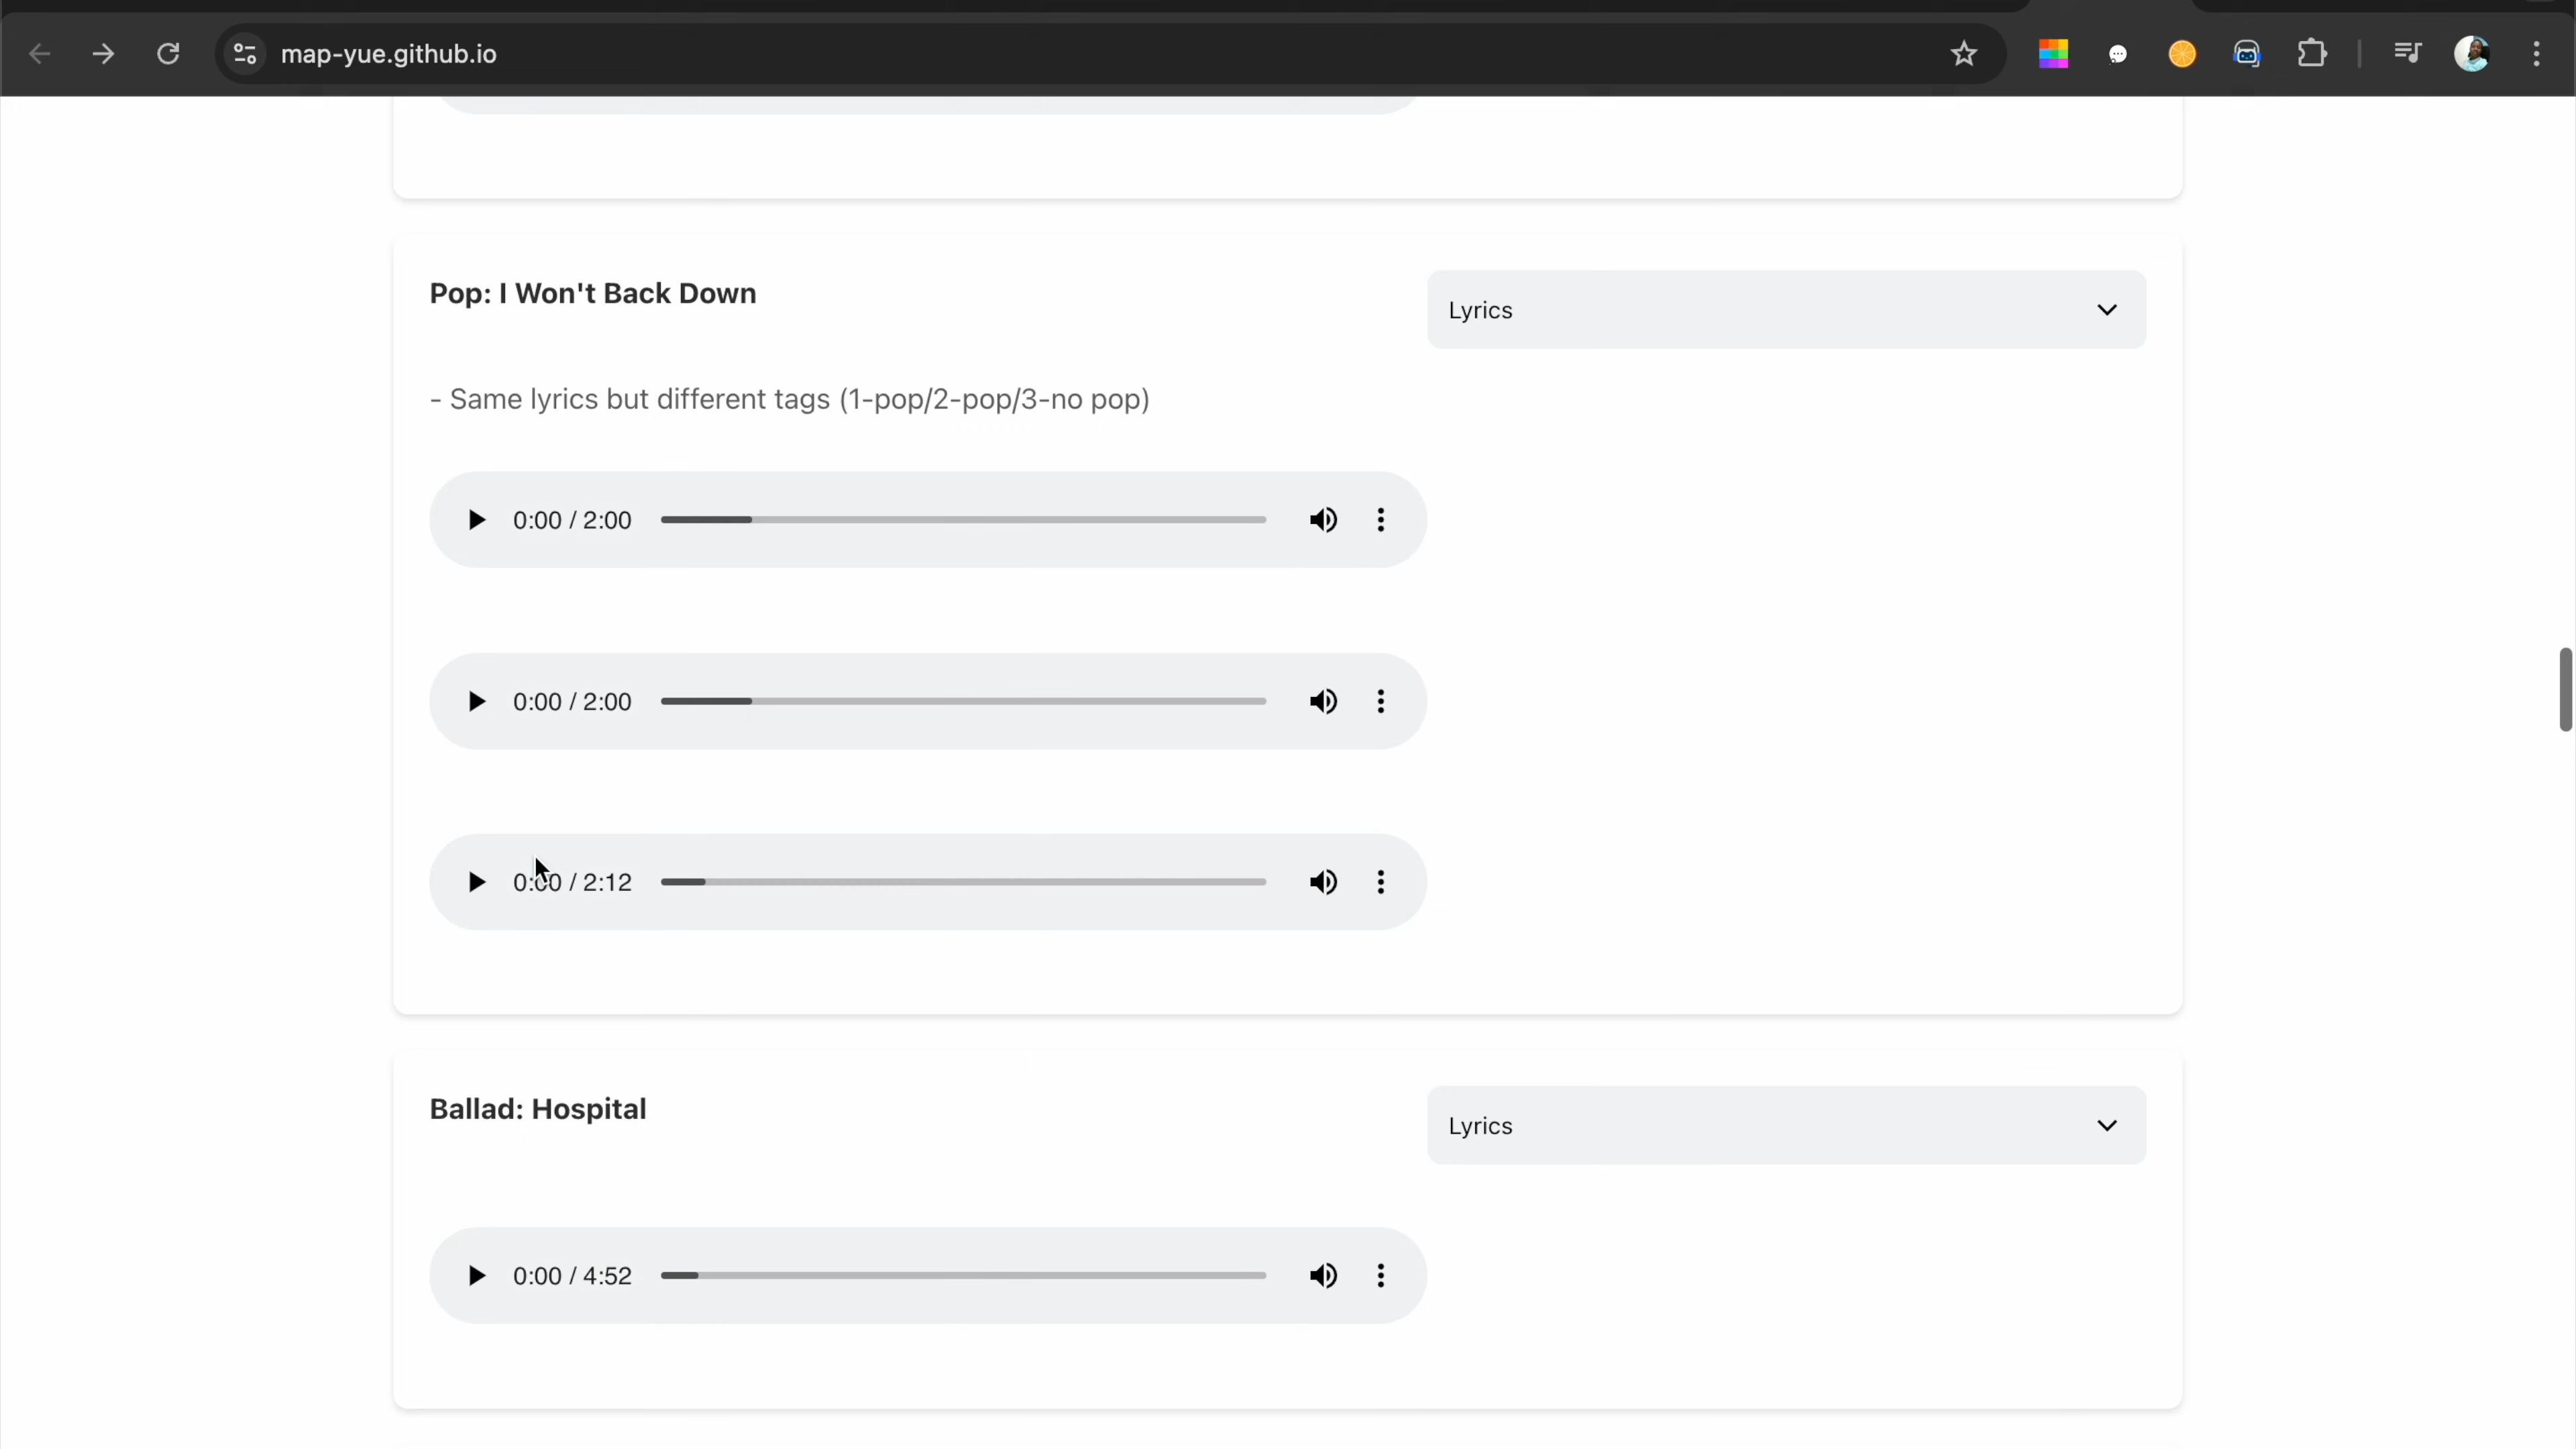 map-yue.github.io
Pop: I Won't Back Down
Lyrics
- Same lyrics but different tags (1-pop/2-pop/3-no pop)
0:00 / 2:00
0:00 / 2:00
0:00 / 2:12
Ballad: Hospital
Lyrics
0:00 / 4:52